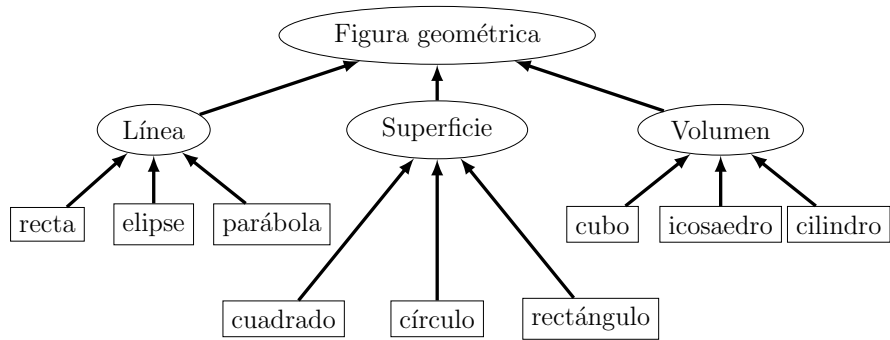 Figura geométrica
Línea
Superficie
Volumen
recta
elipse
parábola
cubo
icosaedro
cilindro
cuadrado
círculo
rectángulo